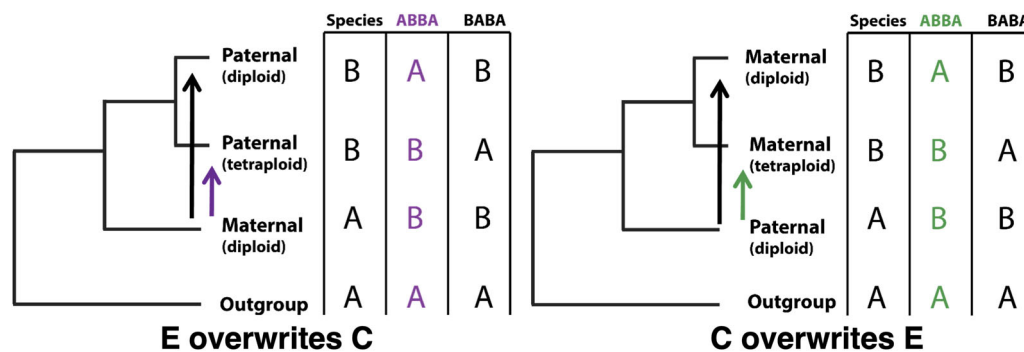 Species ABBA BABA
Paternal
(diploid)
B A B
Paternal
(tetraploid)
B B A
Maternal
(diploid)
A B B
Outgroup
A A A
E overwrites C
Species ABBA BABA
Maternal
(diploid)
B A B
Maternal
(tetraploid)
B B A
Paternal
(diploid)
A B B
Outgroup
A A A
C overwrites E